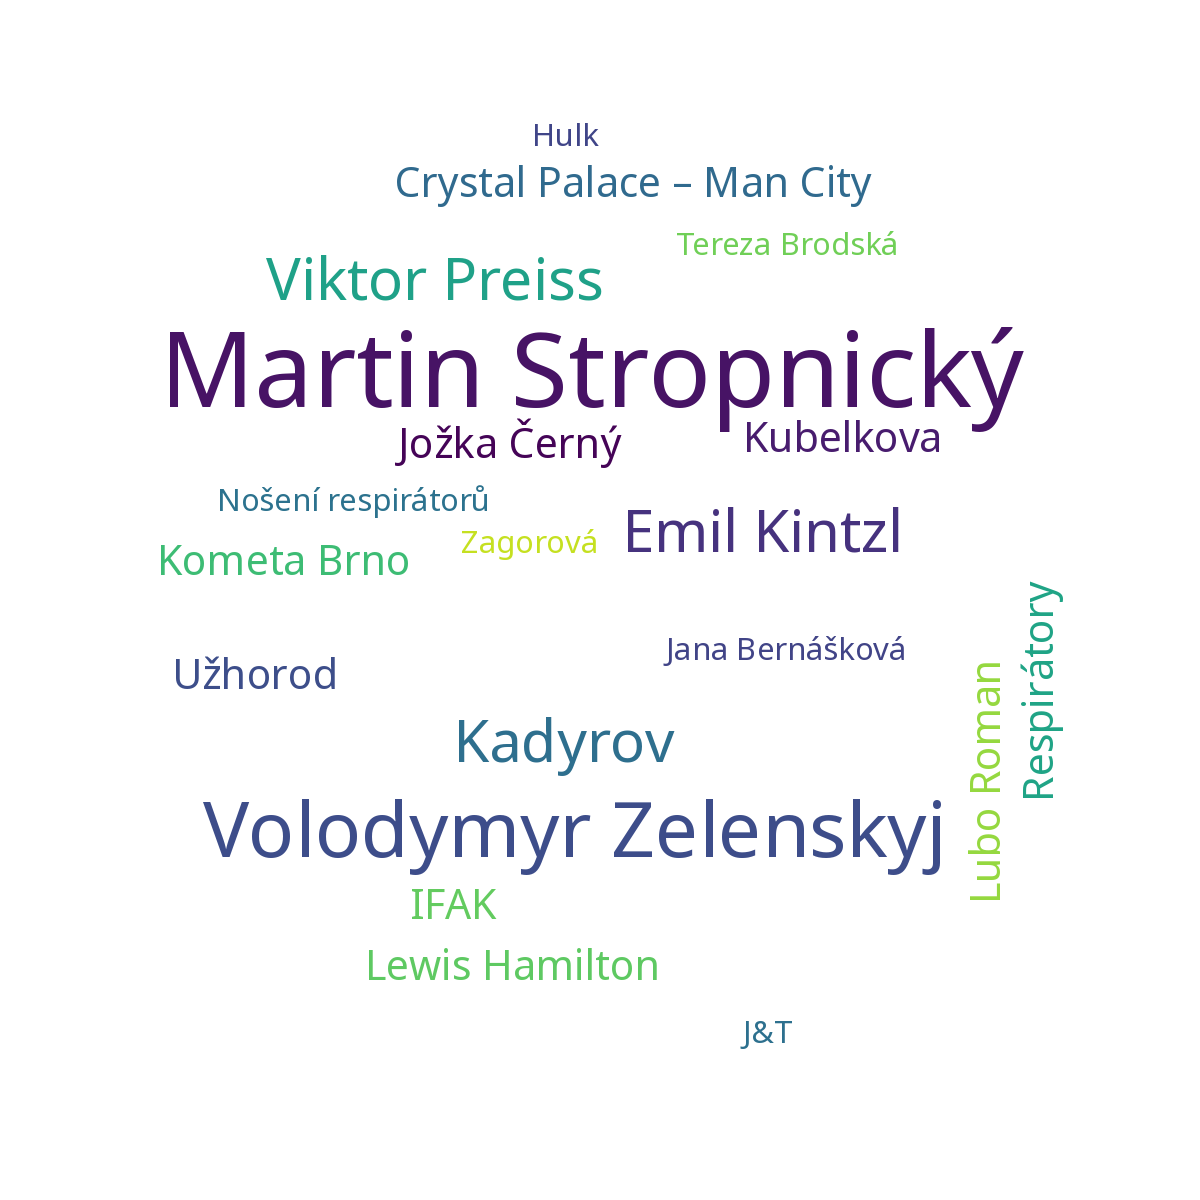 Hulk
Crystal Palace – Man City
Tereza Brodská
Viktor Preiss
Martin Stropnický
Jožka Černý
Kubelkova
Nošení respirátorů
Emil Kintzl
Zagorová
Kometa Brno
Respirátory
Jana Bernášková
Užhorod
Lubo Roman
Kadyrov
Volodymyr Zelenskyj
IFAK
Lewis Hamilton
J&T